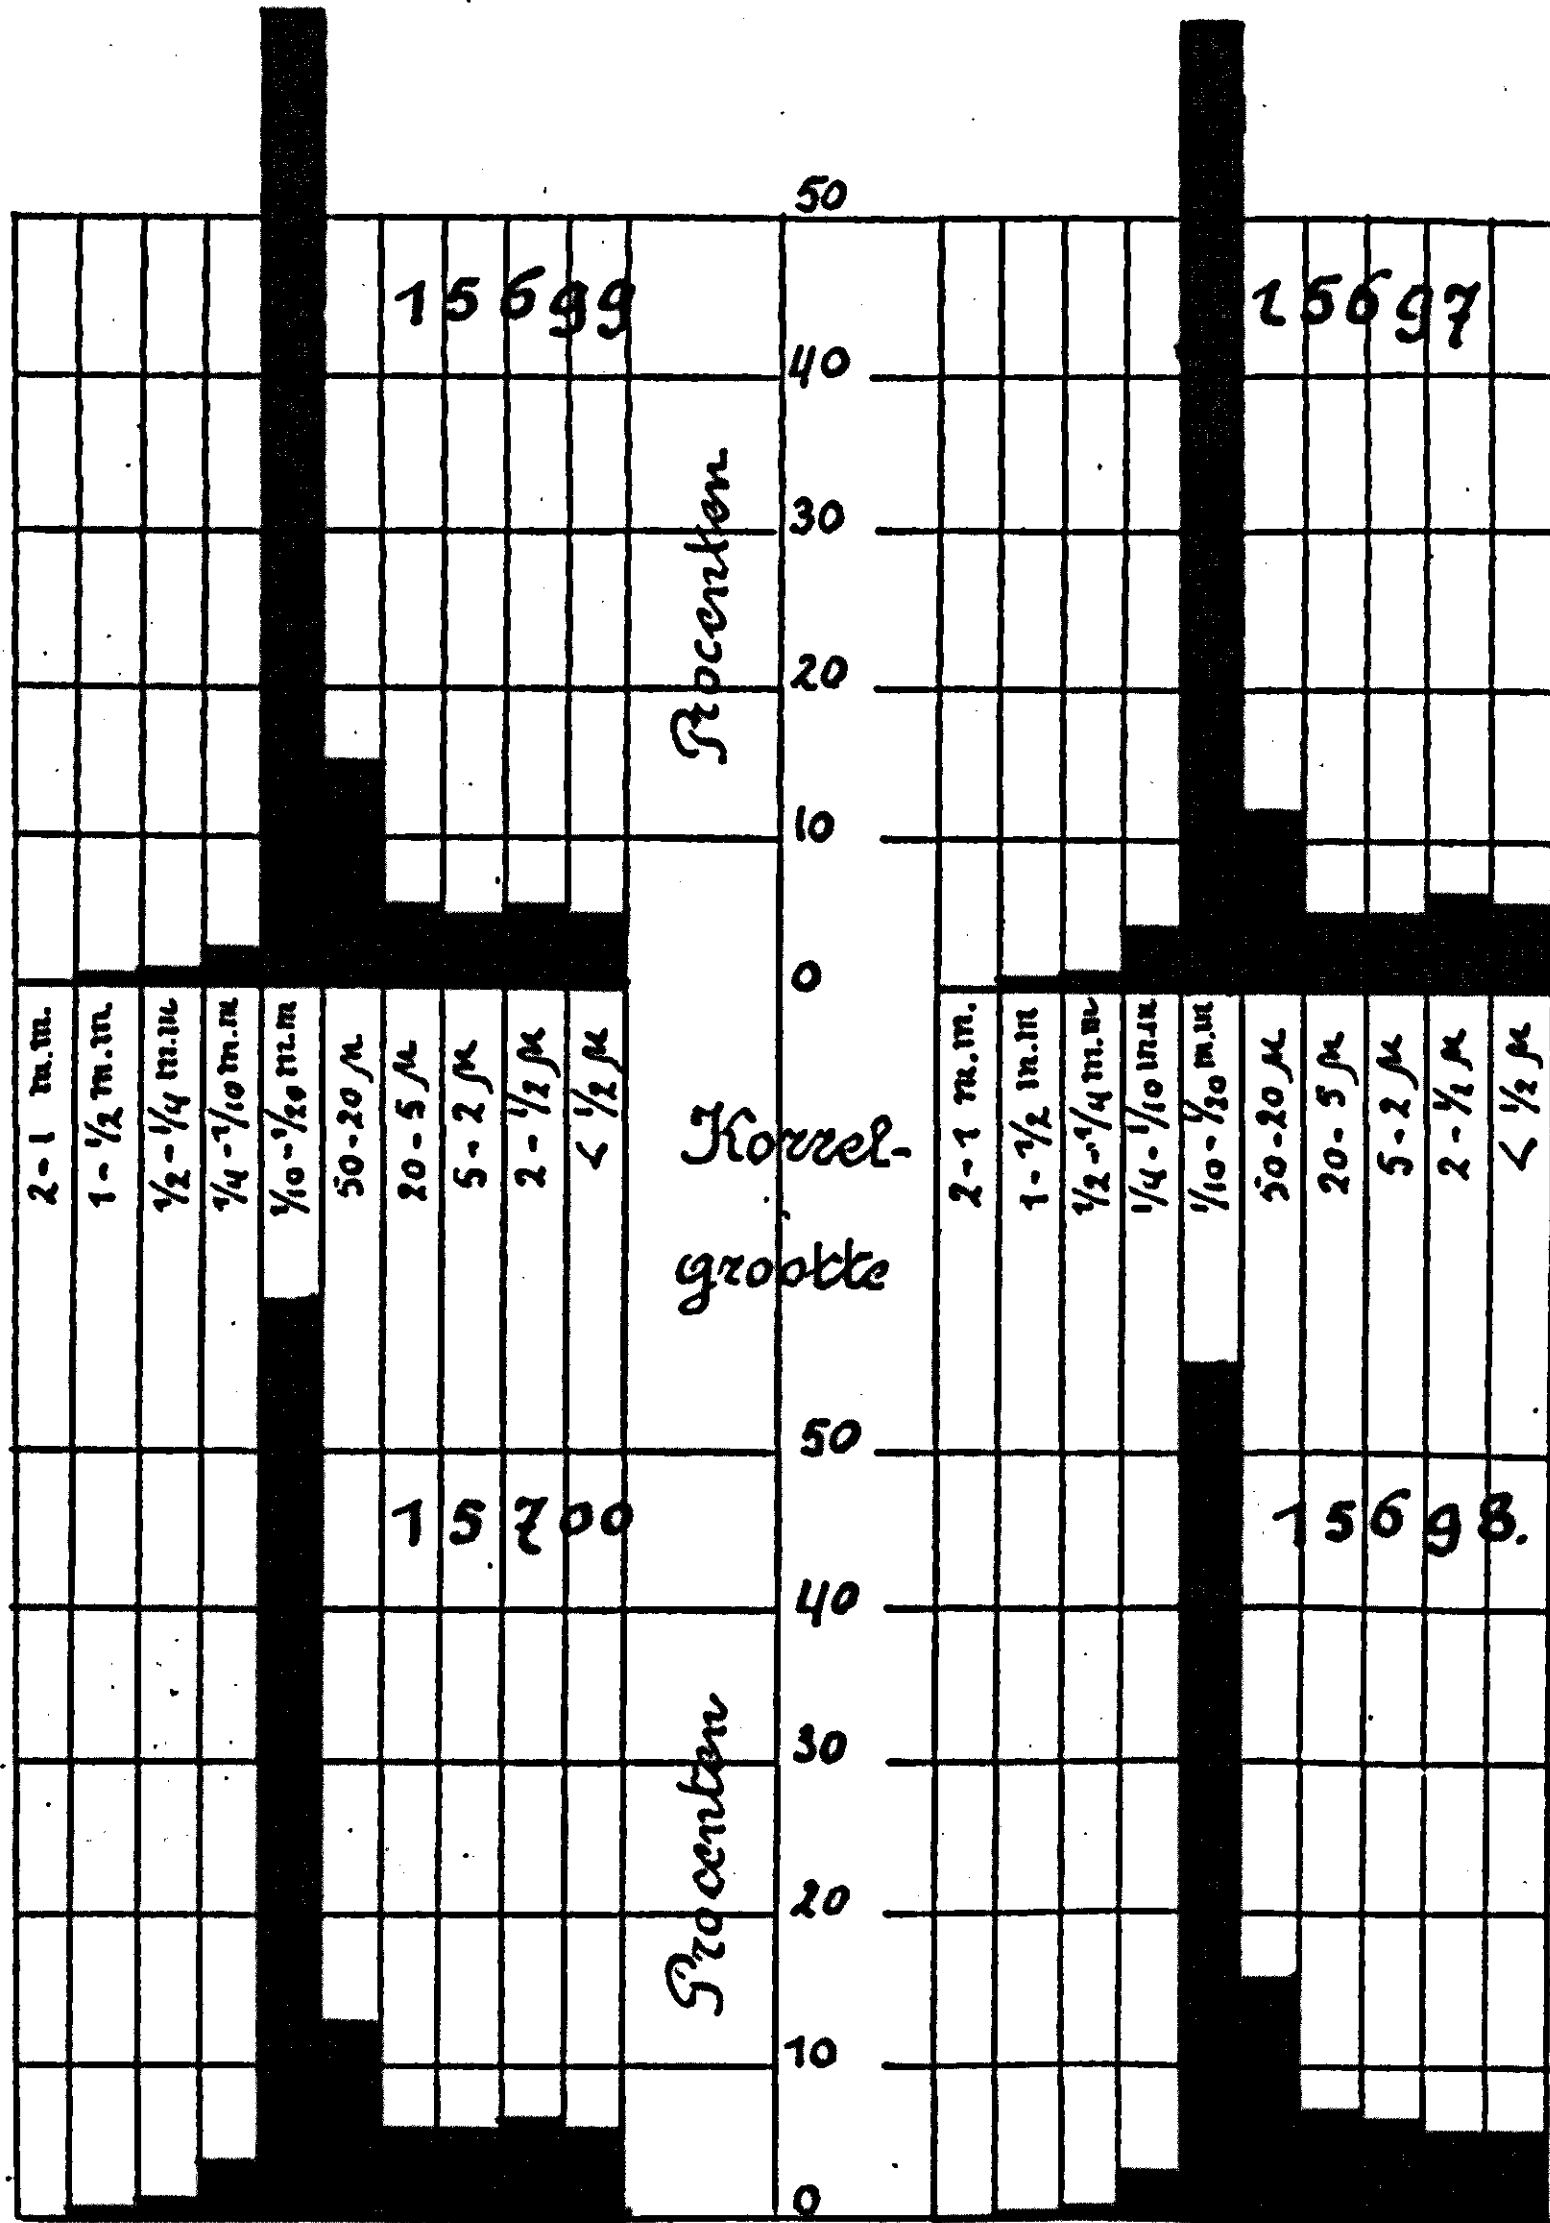 50
15699
15697
40
30
20
10
0
Procenten
2-1 m.m.
1-1/2 m.m.
1/2-1/4 m.m
1/4-1/10 m.m
1/10-1/20 m.m
50-20 µ
20-5 µ
5-2 µ
2-1/2 µ
< 1/2 µ
Korrel-
grootte
2-1 m.m.
1-1/2 m.m
1/2-1/4 m.m
1/4-1/10 m.m
1/10-1/20 m.m
50-20 µ
20-5 µ
5-2 µ
2-1/2 µ
< 1/2 µ
50
15700
15698.
40
30
20
10
0
Procenten